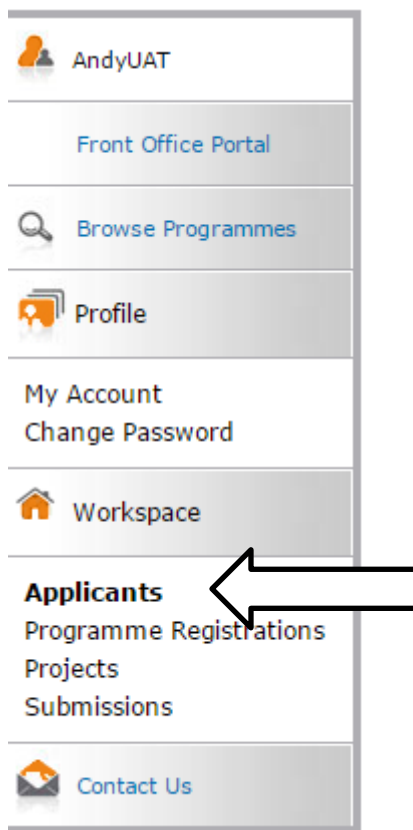 AndyUAT
Front Office Portal
Browse Programmes
Profile
My Account
Change Password
Workspace
Applicants
Programme Registrations
Projects
Submissions
Contact Us